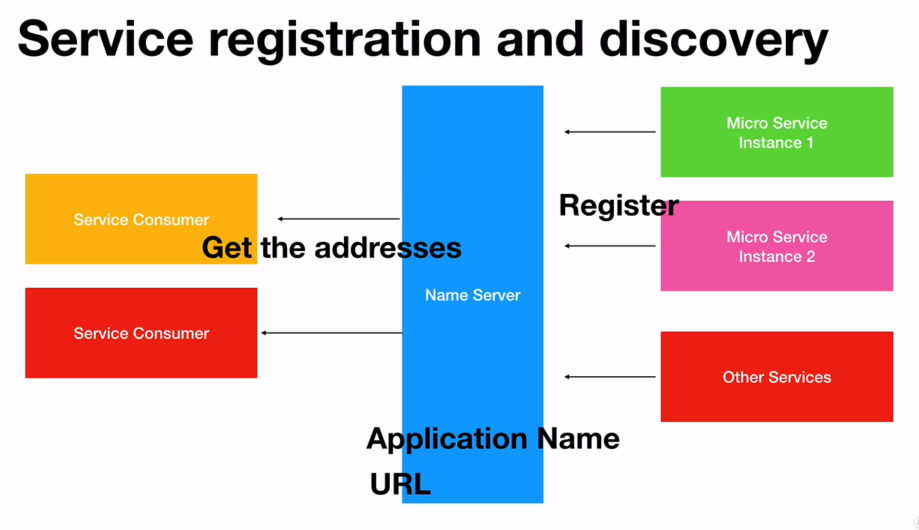 Service registration and discovery
Micro Service
Instance 1
Register
Service Consumer
Get the addresses
Micro Service
Instance 2
Name Server
Service Consumer
Other Services
Application Name
URL